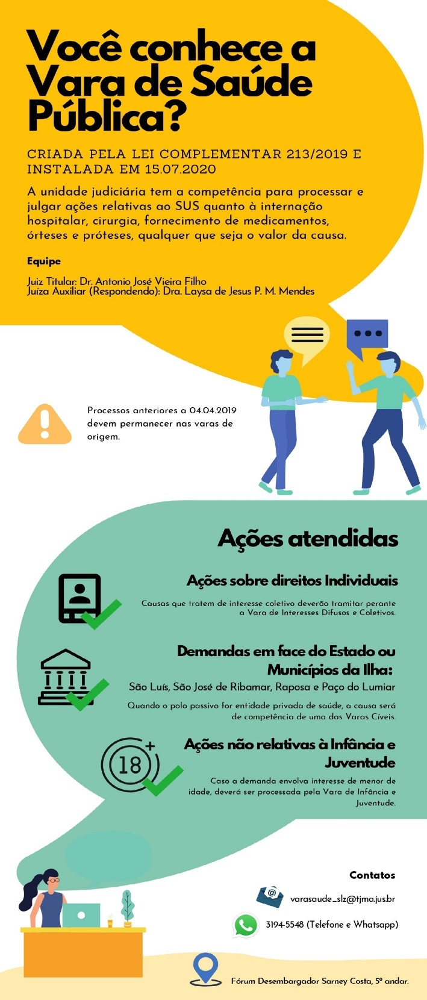 Você conhece a
Vara de Saúde
Pública?
CRIADA PELA LEI COMPLEMENTAR 213/2019 E
INSTALADA EM 15.07.2020
A unidade judiciária tem a competência para processar e
julgar ações relativas ao SUS quanto à internação
hospitalar, cirurgia, fornecimento de medicamentos,
órteses e próteses, qualquer que seja o valor da causa.
Equipe
Juiz Titular: Dr. Antonio José Vieira Filho
Juíza Auxiliar (Respondendo): Dra. Laysa de Jesus P. M. Mendes
Processos anteriores a 04.04.2019
devem permanecer nas varas de
origem.
Ações atendidas
Ações sobre direitos Individuais
Causas que tratem de interesse coletivo deverão tramitar perante
a Vara de Interesses Difusos e Coletivos.
Demandas em face do Estado ou
Municípios da Ilha:
São Luís, São José de Ribamar, Raposa e Paço do Lumiar
Quando o polo passivo for entidade privada de saúde, a causa será
de competência de uma das Varas Cíveis.
18+
Ações não relativas à Infância e
Juventude
Caso a demanda envolva interesse de menor de
idade, deverá ser processada pela Vara de Infância e
Juventude.
Contatos
@
varasaude_slz@tjma.jus.br
3194-5548 (Telefone e Whatsapp)
Fórum Desembargador Sarney Costa, 5º andar.